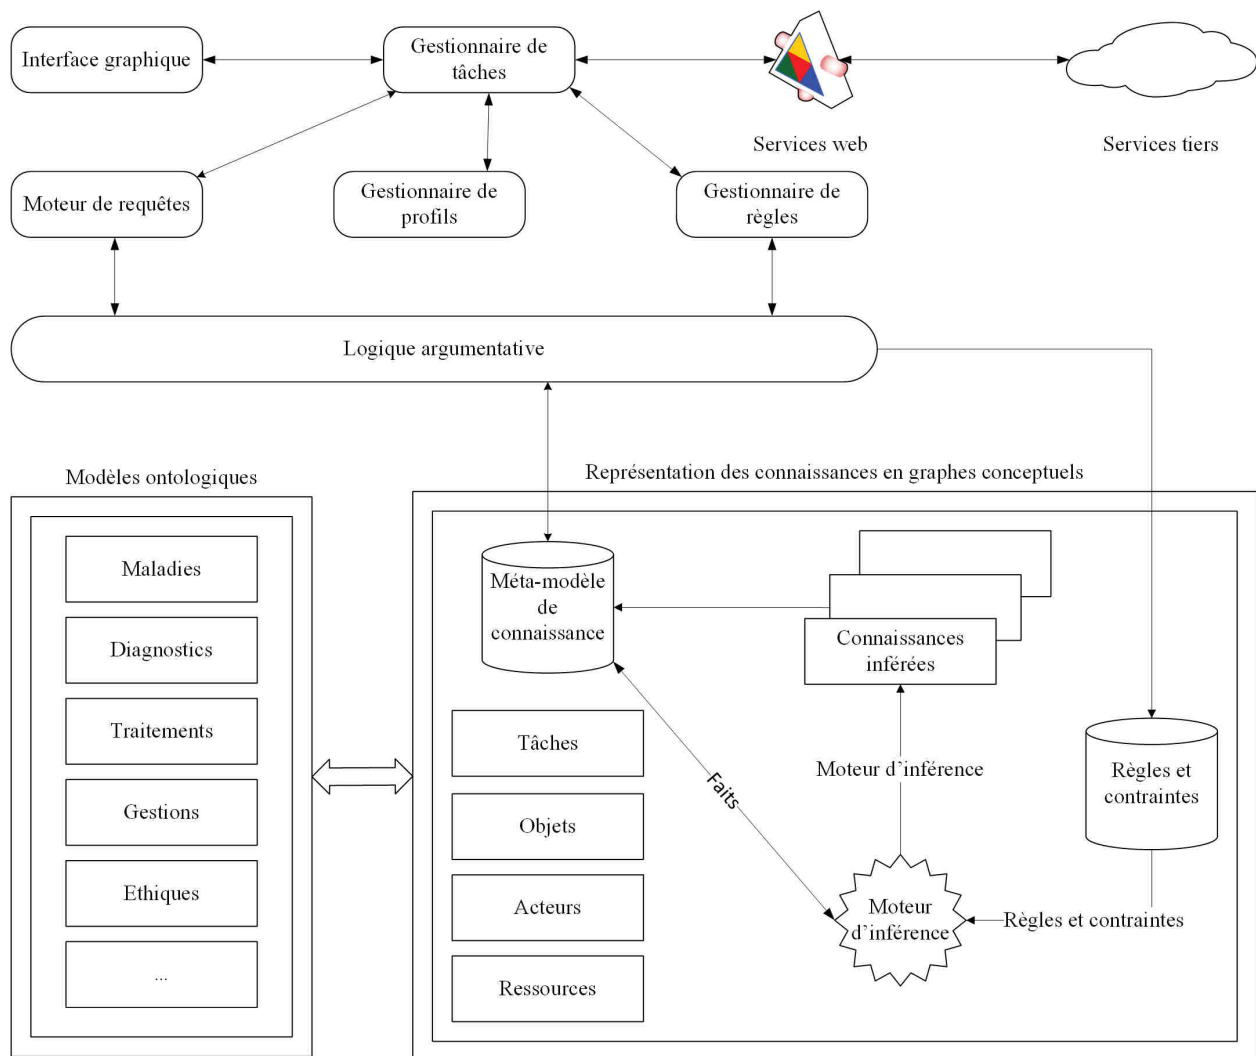 Interface graphique
Gestionnaire de
tâches
Services web
Services tiers
Moteur de requêtes
Gestionnaire de
profils
Gestionnaire de
règles
Logique argumentative
Modèles ontologiques
Maladies
Diagnostics
Traitements
Gestions
Ethiques
...
Représentation des connaissances en graphes conceptuels
Méta-modèle
de
connaissance
Connaissances
inférées
Tâches
Objets
Acteurs
Ressources
Faits
Moteur d’inférence
Règles et
contraintes
Moteur
d’inférence
Règles et contraintes